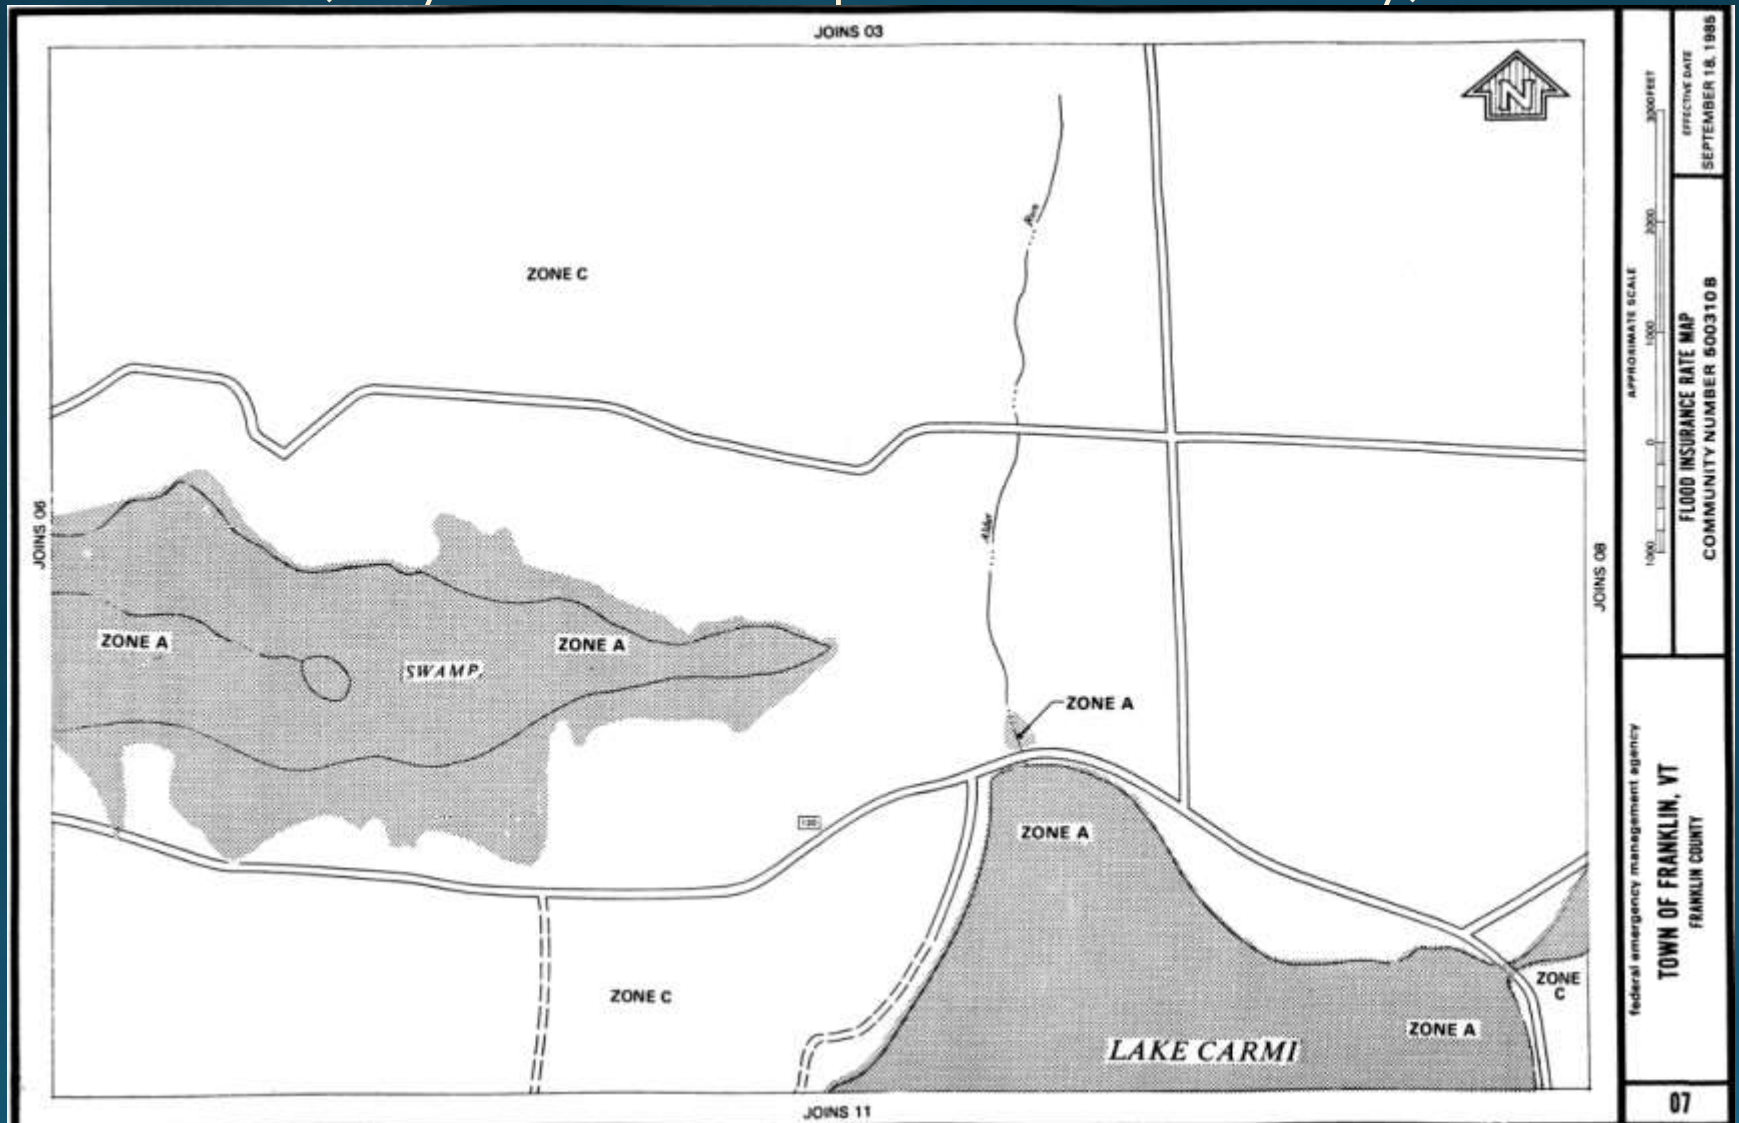 JOINS 03
N
Run
ZONE C
JOINS 06
Alder
JOINS 08
ZONE A
ZONE A
SWAMP
ZONE A
120
ZONE A
ZONE C
ZONE
C
ZONE A
LAKE CARMI
JOINS 11
APPROXIMATE SCALE
1000 0 1000 2000 3000 FEET
EFFECTIVE DATE
SEPTEMBER 18, 1985
FLOOD INSURANCE RATE MAP
COMMUNITY NUMBER 500310B
federal emergency management agency
TOWN OF FRANKLIN, VT
FRANKLIN COUNTY
07